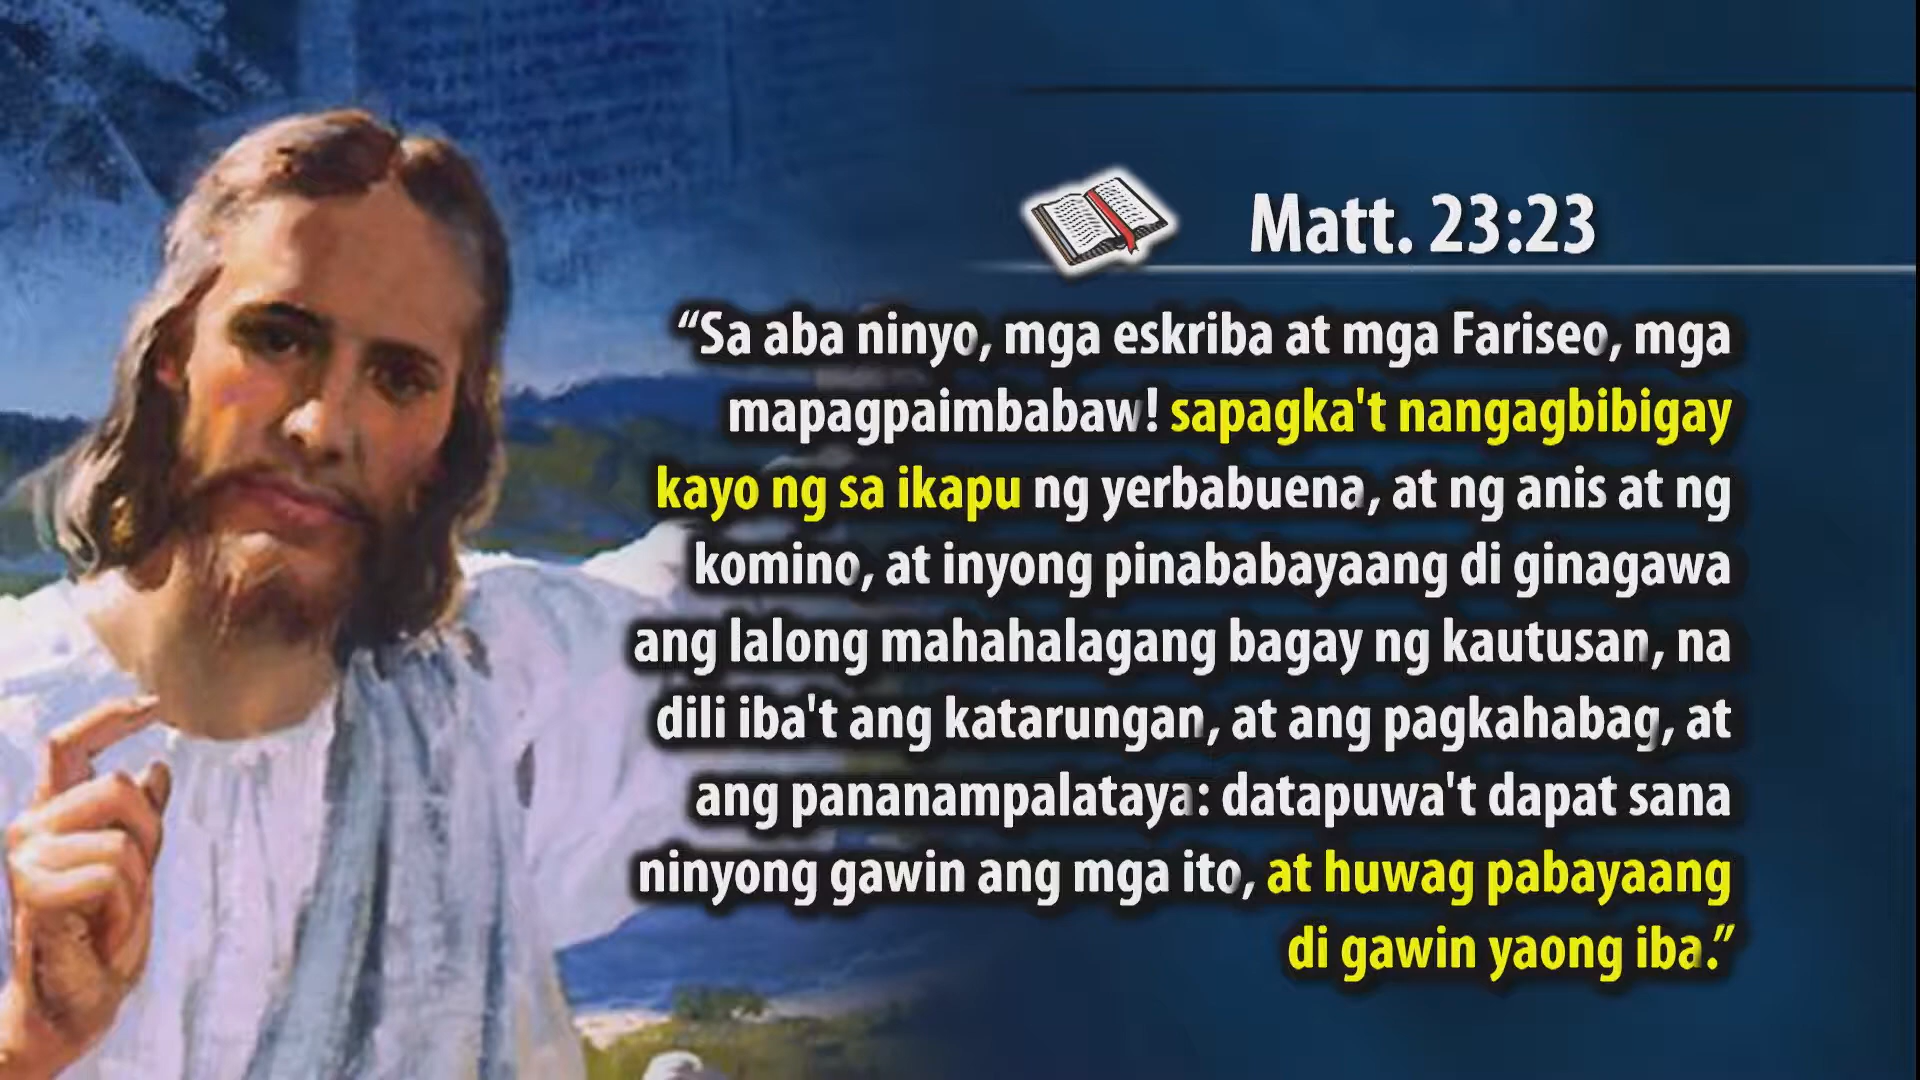 Matt. 23:23
“Sa aba ninyo, mga eskriba at mga Fariseo, mga
mapagpaimbabaw! sapagka't nangagbibigay
kayo ng sa ikapu ng yerbabuena, at ng anis at ng
komino, at inyong pinababayaang di ginagawa
ang lalong mahahalagang bagay ng kautusan, na
dili iba't ang katarungan, at ang pagkahabag, at
ang pananampalataya: datapuwa't dapat sana
ninyong gawin ang mga ito, at huwag pabayaang
di gawin yaong iba.”